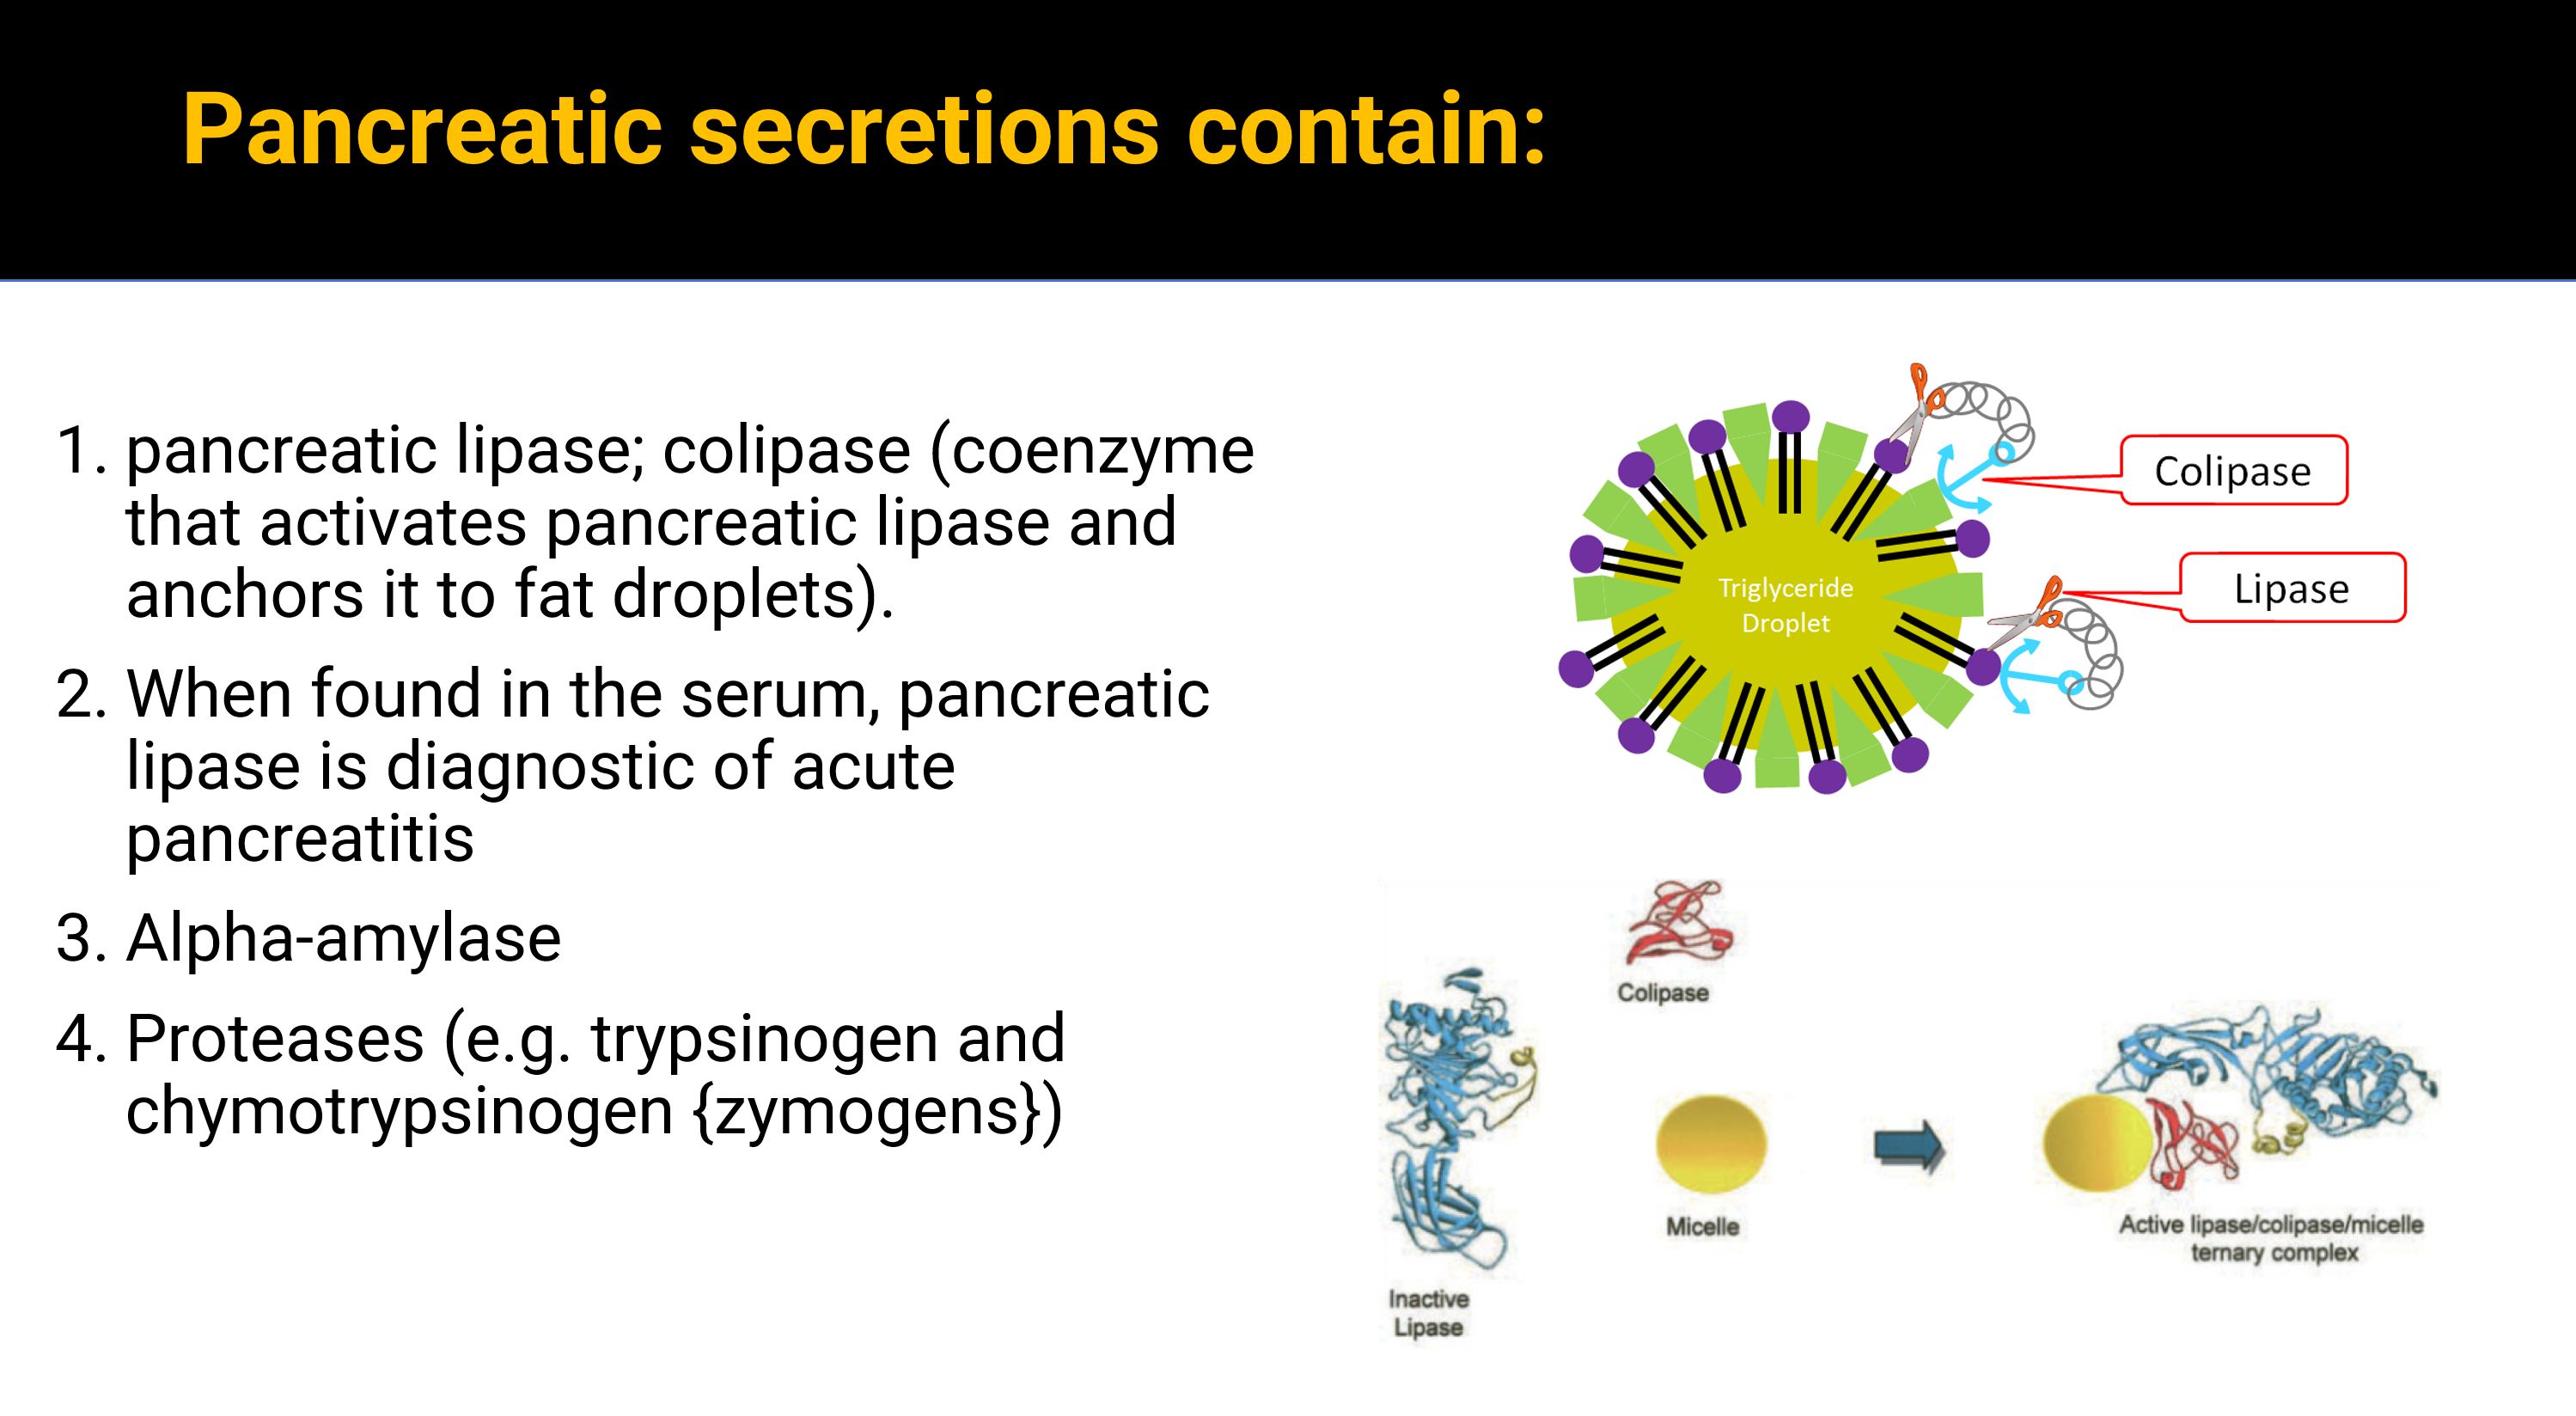 Pancreatic secretions contain:
1. pancreatic lipase; colipase (coenzyme
that activates pancreatic lipase and
anchors it to fat droplets).
2. When found in the serum, pancreatic
lipase is diagnostic of acute
pancreatitis
3. Alpha-amylase
4. Proteases (e.g. trypsinogen and
chymotrypsinogen {zymogens})
Colipase
Lipase
Triglyceride
Droplet
Colipase
Micelle
Inactive
Lipase
Active lipase/colipase/micelle
ternary complex